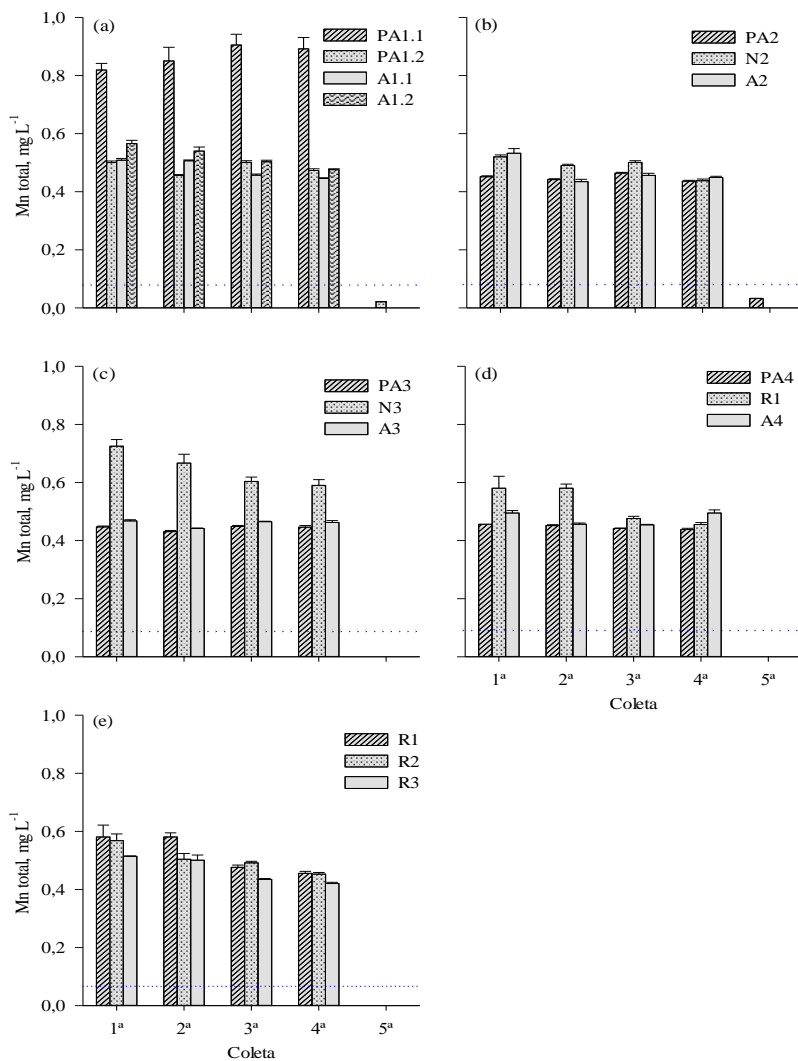 (a)
PA1.1
PA1.2
A1.1
A1.2
Mn total, mg L⁻¹
1,0
0,8
0,6
0,4
0,2
0,0
(b)
PA2
N2
A2
(c)
PA3
N3
A3
Mn total, mg L⁻¹
1,0
0,8
0,6
0,4
0,2
0,0
(d)
PA4
R1
A4
1ª 2ª 3ª 4ª 5ª
Coleta
(e)
R1
R2
R3
Mn total, mg L⁻¹
1,0
0,8
0,6
0,4
0,2
0,0
1ª 2ª 3ª 4ª 5ª
Coleta